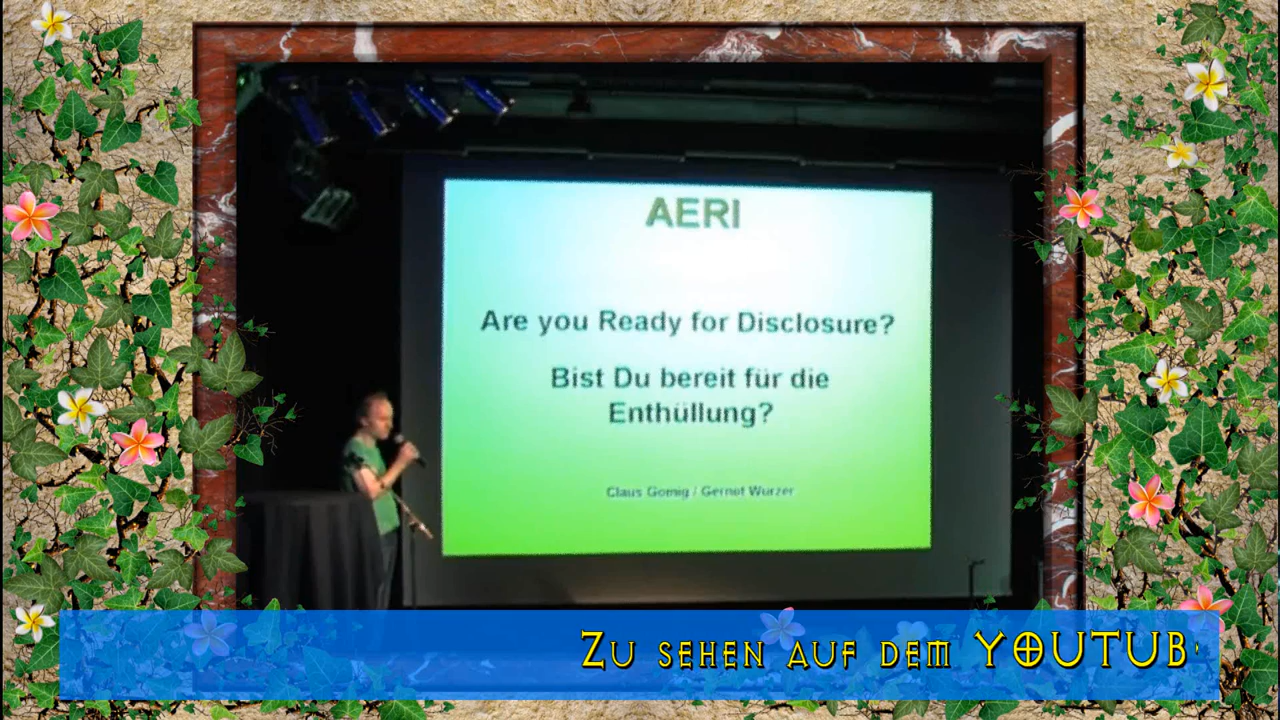 AERI
Are you Ready for Disclosure?
Bist Du bereit für die
Enthüllung?
Claus Gomig / Gernot Wurzer
Zu sehen auf dem YOUTUB